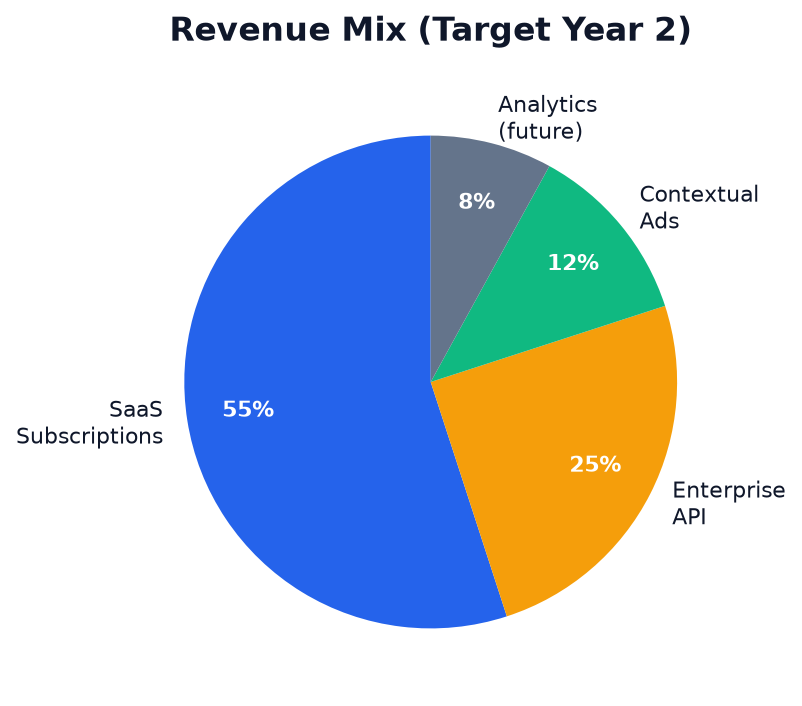 Revenue Mix (Target Year 2)
Analytics
(future)
8%
Contextual
Ads
12%
SaaS
Subscriptions
55%
25%
Enterprise
API